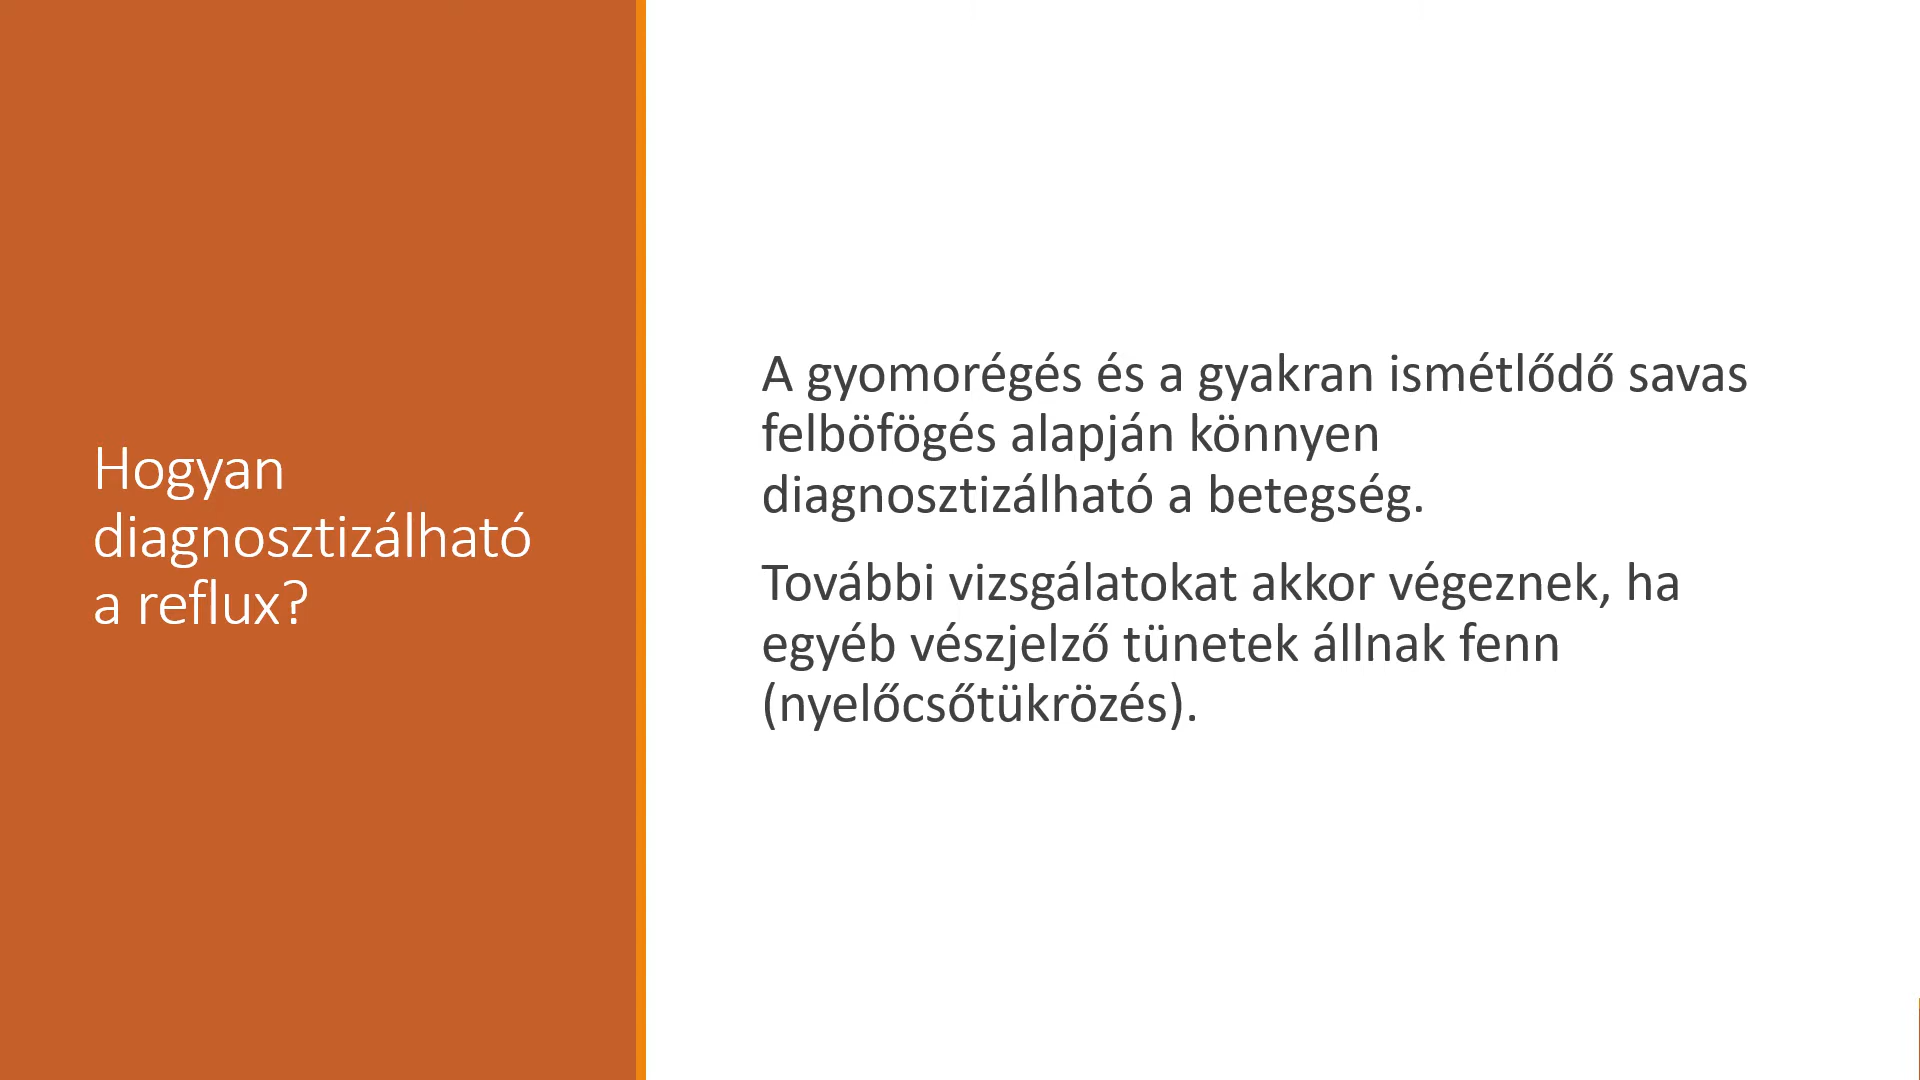 Hogyan
diagnosztizálható
a reflux?
A gyomorégés és a gyakran ismétlődő savas
felböfögés alapján könnyen
diagnosztizálható a betegség.
További vizsgálatokat akkor végeznek, ha
egyéb vészjelző tünetek állnak fenn
(nyelőcsőtükrözés).